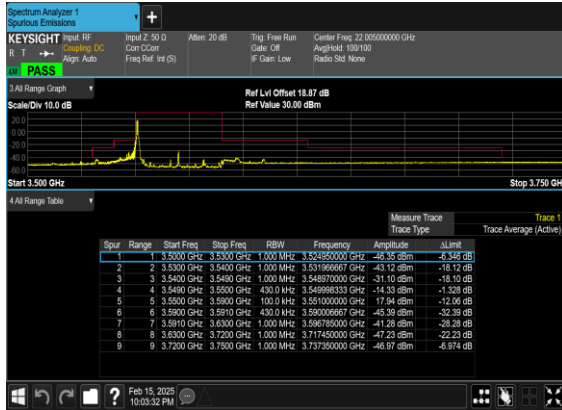 Spectrum Analyzer 1
Spurious Emissions
+
KEYSIGHT Input: RF Input Z: 50 Ω Atten: 20 dB Trig: Free Run Center Freq: 22.005000000 GHz
R T Coupling: DC Corr CCorr Gate: Off Avg|Hold: 100/100
Align: Auto Freq Ref: Int (S) IF Gain: Low Radio Std: None
PASS
3 All Range Graph
Ref Lvl Offset 18.87 dB
Scale/Div 10.0 dB Ref Value 30.00 dBm
20.0
0.00
-20.0
-40.0
-60.0
Start 3.500 GHz Stop 3.750 GH
4 All Range Table
Measure Trace Trace 1
Trace Type Trace Average (Active)
Spur Range Start Freq Stop Freq RBW Frequency Amplitude ΔLimit
1 1 3.5000 GHz 3.5300 GHz 1.000 MHz 3.524950000 GHz -46.35 dBm -6.346 dB
2 2 3.5300 GHz 3.5400 GHz 1.000 MHz 3.531966667 GHz -43.12 dBm -18.12 dB
3 3 3.5400 GHz 3.5490 GHz 1.000 MHz 3.548970000 GHz -31.10 dBm -18.10 dB
4 4 3.5490 GHz 3.5500 GHz 430.0 kHz 3.549998333 GHz -14.33 dBm -1.328 dB
5 5 3.5500 GHz 3.5900 GHz 100.0 kHz 3.551000000 GHz 17.94 dBm -12.06 dB
6 6 3.5900 GHz 3.5910 GHz 430.0 kHz 3.590006667 GHz -45.39 dBm -32.39 dB
7 7 3.5910 GHz 3.6300 GHz 1.000 MHz 3.596785000 GHz -41.28 dBm -28.28 dB
8 8 3.6300 GHz 3.7200 GHz 1.000 MHz 3.717450000 GHz -47.23 dBm -22.23 dB
9 9 3.7200 GHz 3.7500 GHz 1.000 MHz 3.737350000 GHz -46.97 dBm -6.974 dB
? Feb 15, 2025
10:03:32 PM